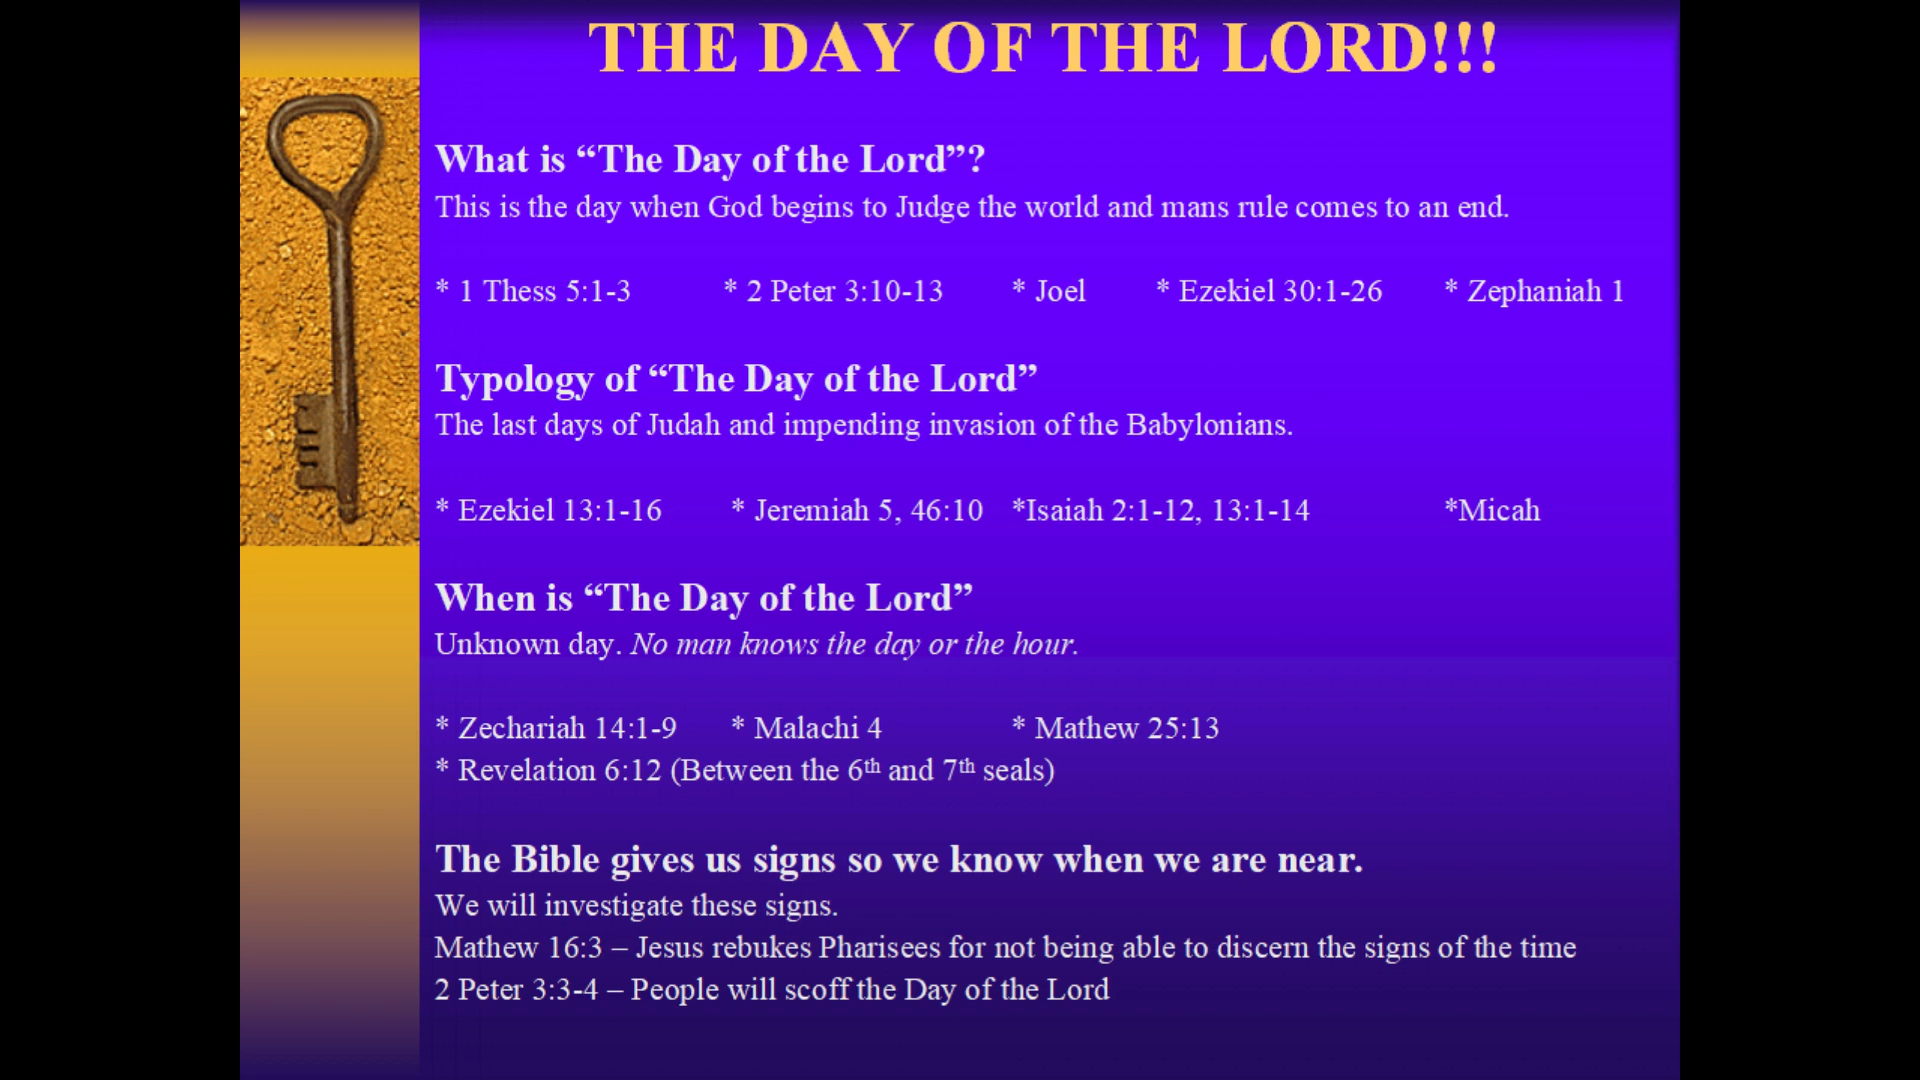 THE DAY OF THE LORD!!!
What is “The Day of the Lord”?
This is the day when God begins to Judge the world and mans rule comes to an end.
* 1 Thess 5:1-3 * 2 Peter 3:10-13 * Joel * Ezekiel 30:1-26 * Zephaniah 1
Typology of “The Day of the Lord”
The last days of Judah and impending invasion of the Babylonians.
* Ezekiel 13:1-16 * Jeremiah 5, 46:10 *Isaiah 2:1-12, 13:1-14 *Micah
When is “The Day of the Lord”
Unknown day. No man knows the day or the hour.
* Zechariah 14:1-9 * Malachi 4 * Mathew 25:13
* Revelation 6:12 (Between the 6th and 7th seals)
The Bible gives us signs so we know when we are near.
We will investigate these signs.
Mathew 16:3 – Jesus rebukes Pharisees for not being able to discern the signs of the time
2 Peter 3:3-4 – People will scoff the Day of the Lord